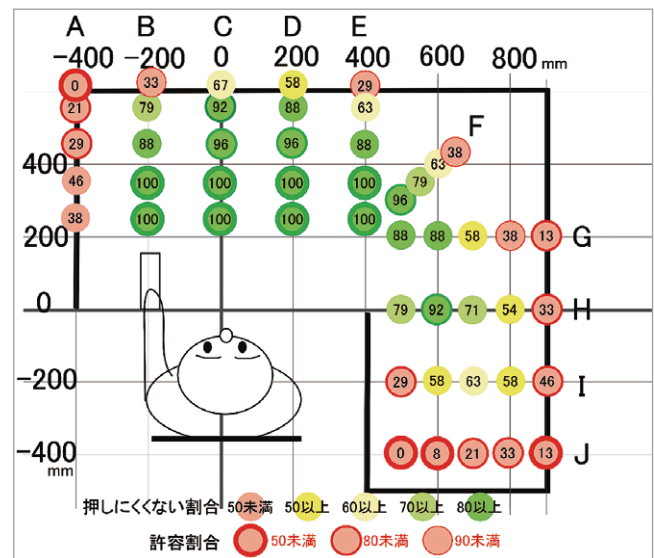 A B C D E
-400 -200 0 200 400 600 800 mm
0 33 67 58 29
21 79 92 88 63
F
29 88 96 96 88 63 38
400
46 100 100 100 100 96 79
38 100 100 100 100
200 88 88 58 38 13 G
0 79 92 71 54 33 H
-200 29 58 63 58 46 I
-400 0 8 21 33 13 J
mm
押しにくくない割合 50未満 50以上 60以上 70以上 80以上
許容割合 50未満 80未満 90未満